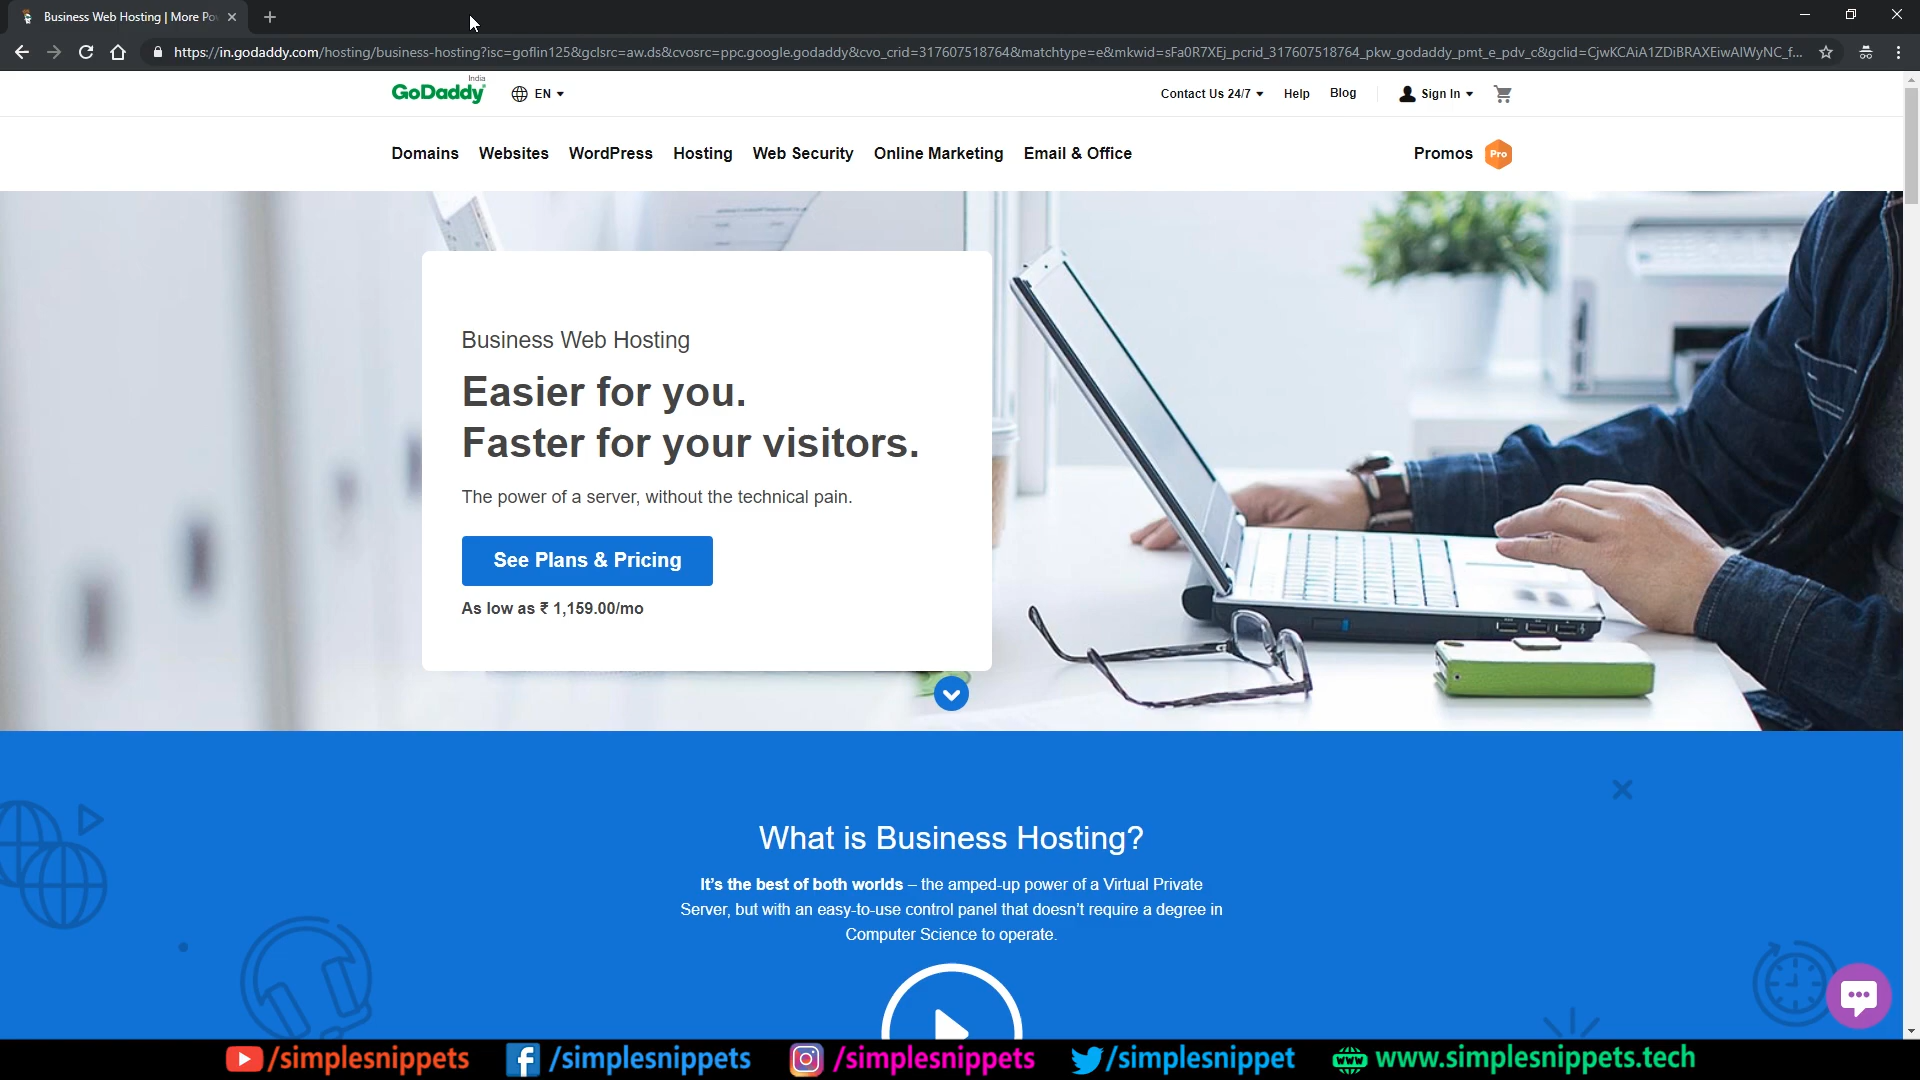 Business Web Hosting | More Po
https://in.godaddy.com/hosting/business-hosting?isc=goflin125&gclsrc=aw.ds&cvosrc=ppc.google.godaddy&cvo_crid=317607518764&matchtype=e&mkwid=sFa0R7XEj_pcrid_317607518764_pkw_godaddy_pmt_e_pdv_c&gclid=CjwKCAiA1ZDiBRAXEiwAIWyNC_f...
India
GoDaddy
EN
Contact Us 24/7
Help
Blog
Sign In
Domains
Websites
WordPress
Hosting
Web Security
Online Marketing
Email & Office
Promos
Pro
Business Web Hosting
Easier for you.
Faster for your visitors.
The power of a server, without the technical pain.
See Plans & Pricing
As low as ₹ 1,159.00/mo
What is Business Hosting?
It's the best of both worlds – the amped-up power of a Virtual Private
Server, but with an easy-to-use control panel that doesn't require a degree in
Computer Science to operate.
/simplesnippets
/simplesnippets
/simplesnippets
/simplesnippet
www.simplesnippets.tech